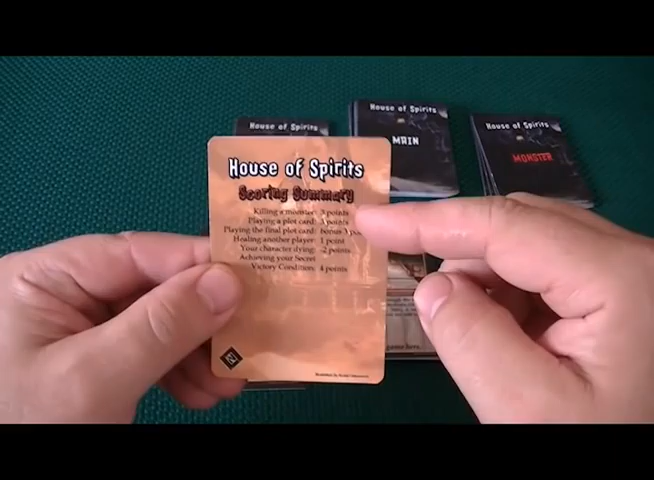 House of Spirits
House of Spirits
MAIN
House of Spirits
MONSTER
House of Spirits
Scoring Summary
Killing a monster: 3 points
Playing a plot card: 3 points
Playing the final plot card: bonus 3
Healing another player: 1 point
Your character dying: -2 points
Achieving your Secret
Victory Condition: 4 points